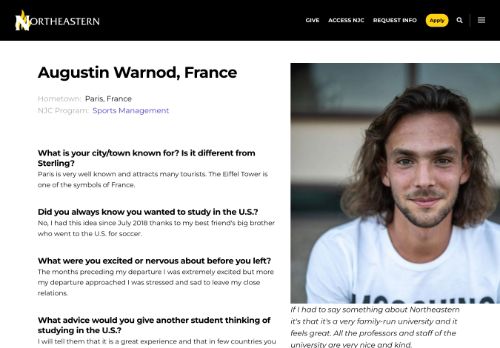 NORTHEASTERN
GIVE ACCESS NJC REQUEST INFO Apply
Augustin Warnod, France
Hometown: Paris, France
NJC Program: Sports Management
What is your city/town known for? Is it different from
Sterling?
Paris is very well known and attracts many tourists. The Eiffel Tower is
one of the symbols of France.
Did you always know you wanted to study in the U.S.?
No, I had this idea since July 2018 thanks to my best friend's big brother
who went to the U.S. for soccer.
What were you excited or nervous about before you left?
The months preceding my departure I was extremely excited but more
my departure approached I was stressed and sad to leave my close
relations.
What advice would you give another student thinking of
studying in the U.S.?
I will tell them that it is a great experience and that in few countries you
If I had to say something about Northeastern
it's that it's a very family-run university and it
feels great. All the professors and staff of the
university are very nice and kind.